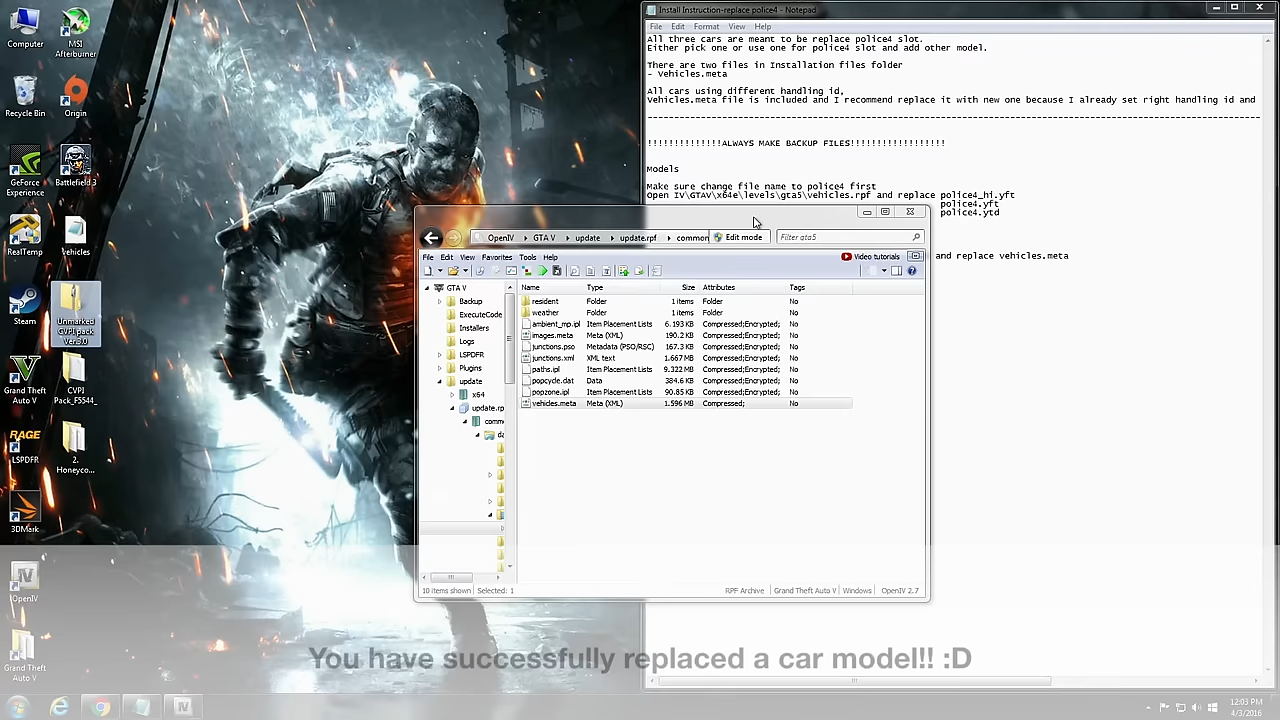 Computer
MSI
Afterburner
Recycle Bin
Origin
GeForce
Experience
Battlefield 3
RealTemp
vehicles
Steam
Unmarked
CVPI pack
Ver3.0
Grand Theft
Auto V
CVPI
Pack_F5544_
RAGE
LSPDFR
2.
Honeyco...
3DMark
OpenIV
Grand Theft
Auto V
Install Instruction-replace police4 - Notepad
File Edit Format View Help
All three cars are meant to be replace police4 slot.
Either pick one or use one for police4 slot and add other model.
There are two files in Installation files folder
- Vehicles.meta
All cars using different handling id,
Vehicles.meta file is included and I recommend replace it with new one because I already set right handling id and
!!!!!!!!!!!!!!ALWAYS MAKE BACKUP FILES!!!!!!!!!!!!!!!!!!
Models
Make sure change file name to police4 first
Open IV\GTAV\x64e\levels\gta5\vehicles.rpf and replace police4_hi.yft
police4.yft
police4.ytd
and replace vehicles.meta
OpenIV GTA V update update.rpf common Edit mode Filter gta5
File Edit View Favorites Tools Help Video tutorials
GTA V
Backup
ExecuteCode
Installers
Logs
LSPDFR
Plugins
update
x64
update.rp
comm
da
Name Type Size Attributes Tags
resident Folder 1 items Folder No
weather Folder 1 items Folder No
ambient_mp.ipl Item Placement Lists 6.193 KB Compressed;Encrypted; No
images.meta Meta (XML) 190.2 KB Compressed;Encrypted; No
junctions.pso Metadata (PSO/RSC) 167.3 KB Compressed;Encrypted; No
junctions.xml XML text 1.667 MB Compressed;Encrypted; No
paths.ipl Item Placement Lists 9.322 MB Compressed;Encrypted; No
popcycle.dat Data 384.6 KB Compressed;Encrypted; No
popzone.ipl Item Placement Lists 90.85 KB Compressed;Encrypted; No
vehicles.meta Meta (XML) 1.596 MB Compressed; No
10 items shown Selected: 1 RPF Archive Grand Theft Auto V Windows OpenIV 2.7
You have successfully replaced a car model!! :D
12:03 PM
4/3/2016